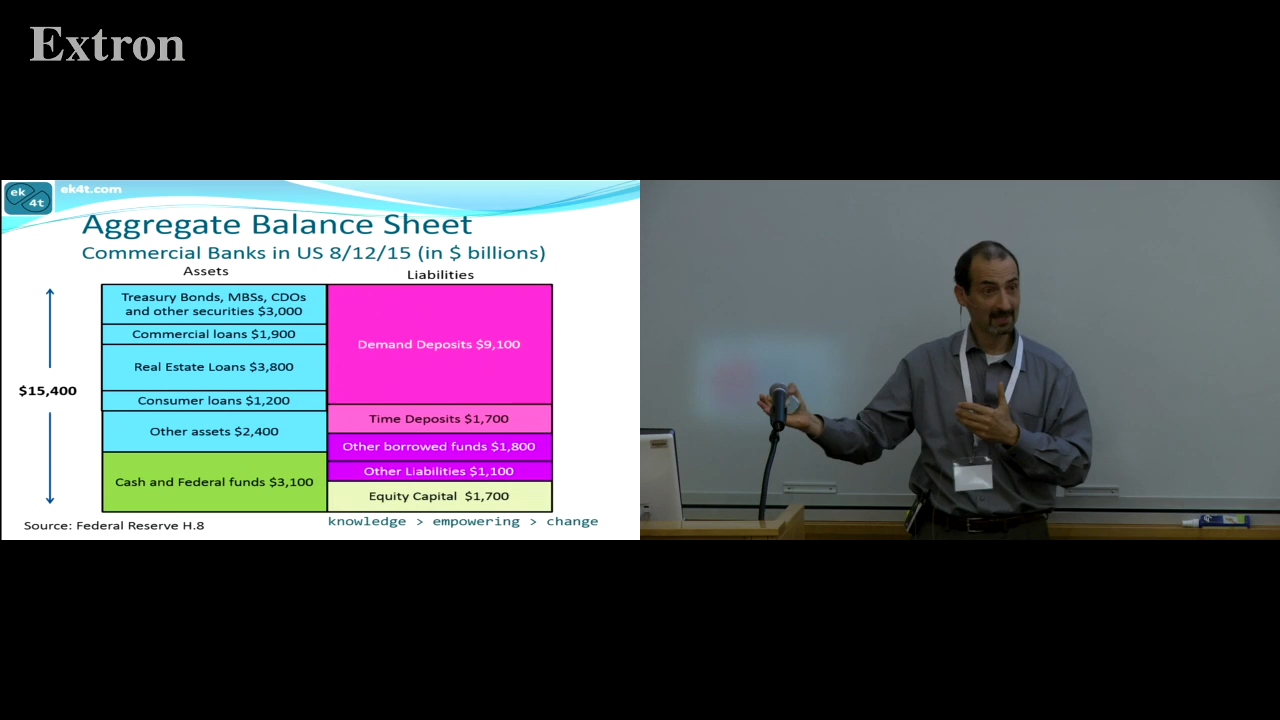 Extron
ek
4t
ek4t.com
Aggregate Balance Sheet
Commercial Banks in US 8/12/15 (in $ billions)
Assets
Liabilities
Treasury Bonds, MBSs, CDOs
and other securities $3,000
Commercial loans $1,900
Real Estate Loans $3,800
Consumer loans $1,200
Other assets $2,400
Cash and Federal funds $3,100
$15,400
Demand Deposits $9,100
Time Deposits $1,700
Other borrowed funds $1,800
Other Liabilities $1,100
Equity Capital $1,700
Source: Federal Reserve H.8
knowledge > empowering > change